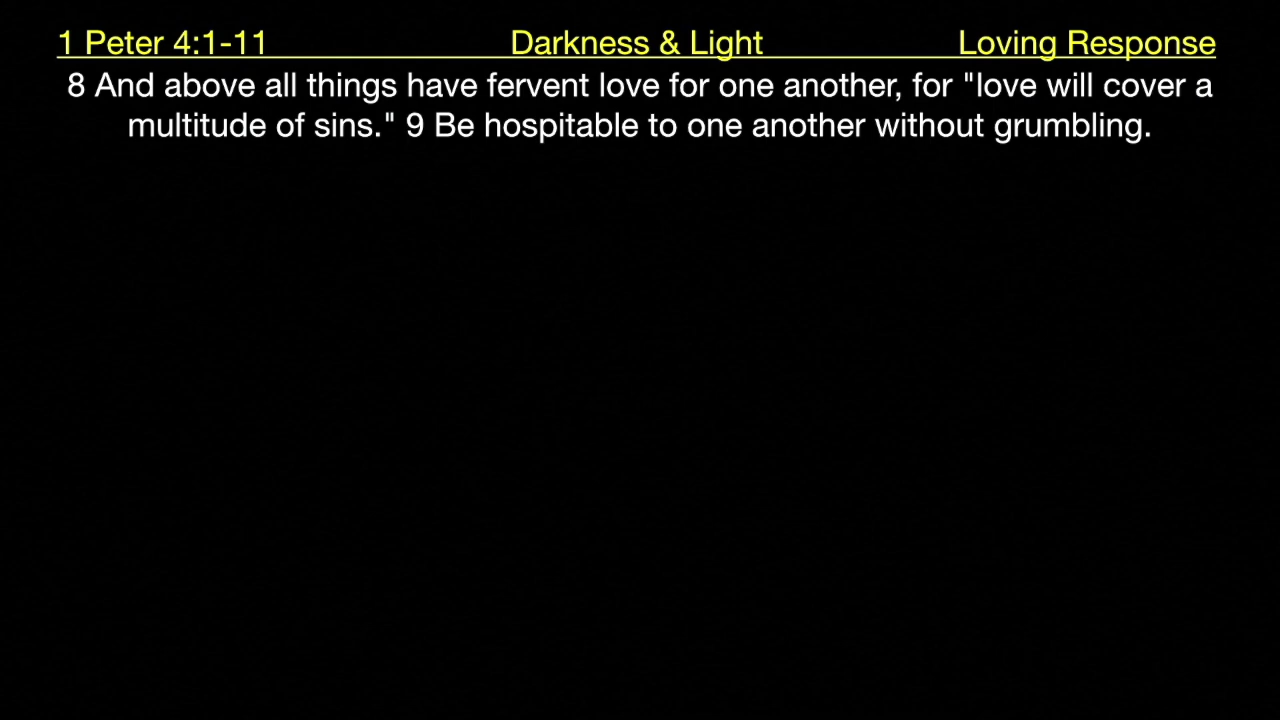 1 Peter 4:1-11 Darkness & Light Loving Response
8 And above all things have fervent love for one another, for "love will cover a
multitude of sins." 9 Be hospitable to one another without grumbling.